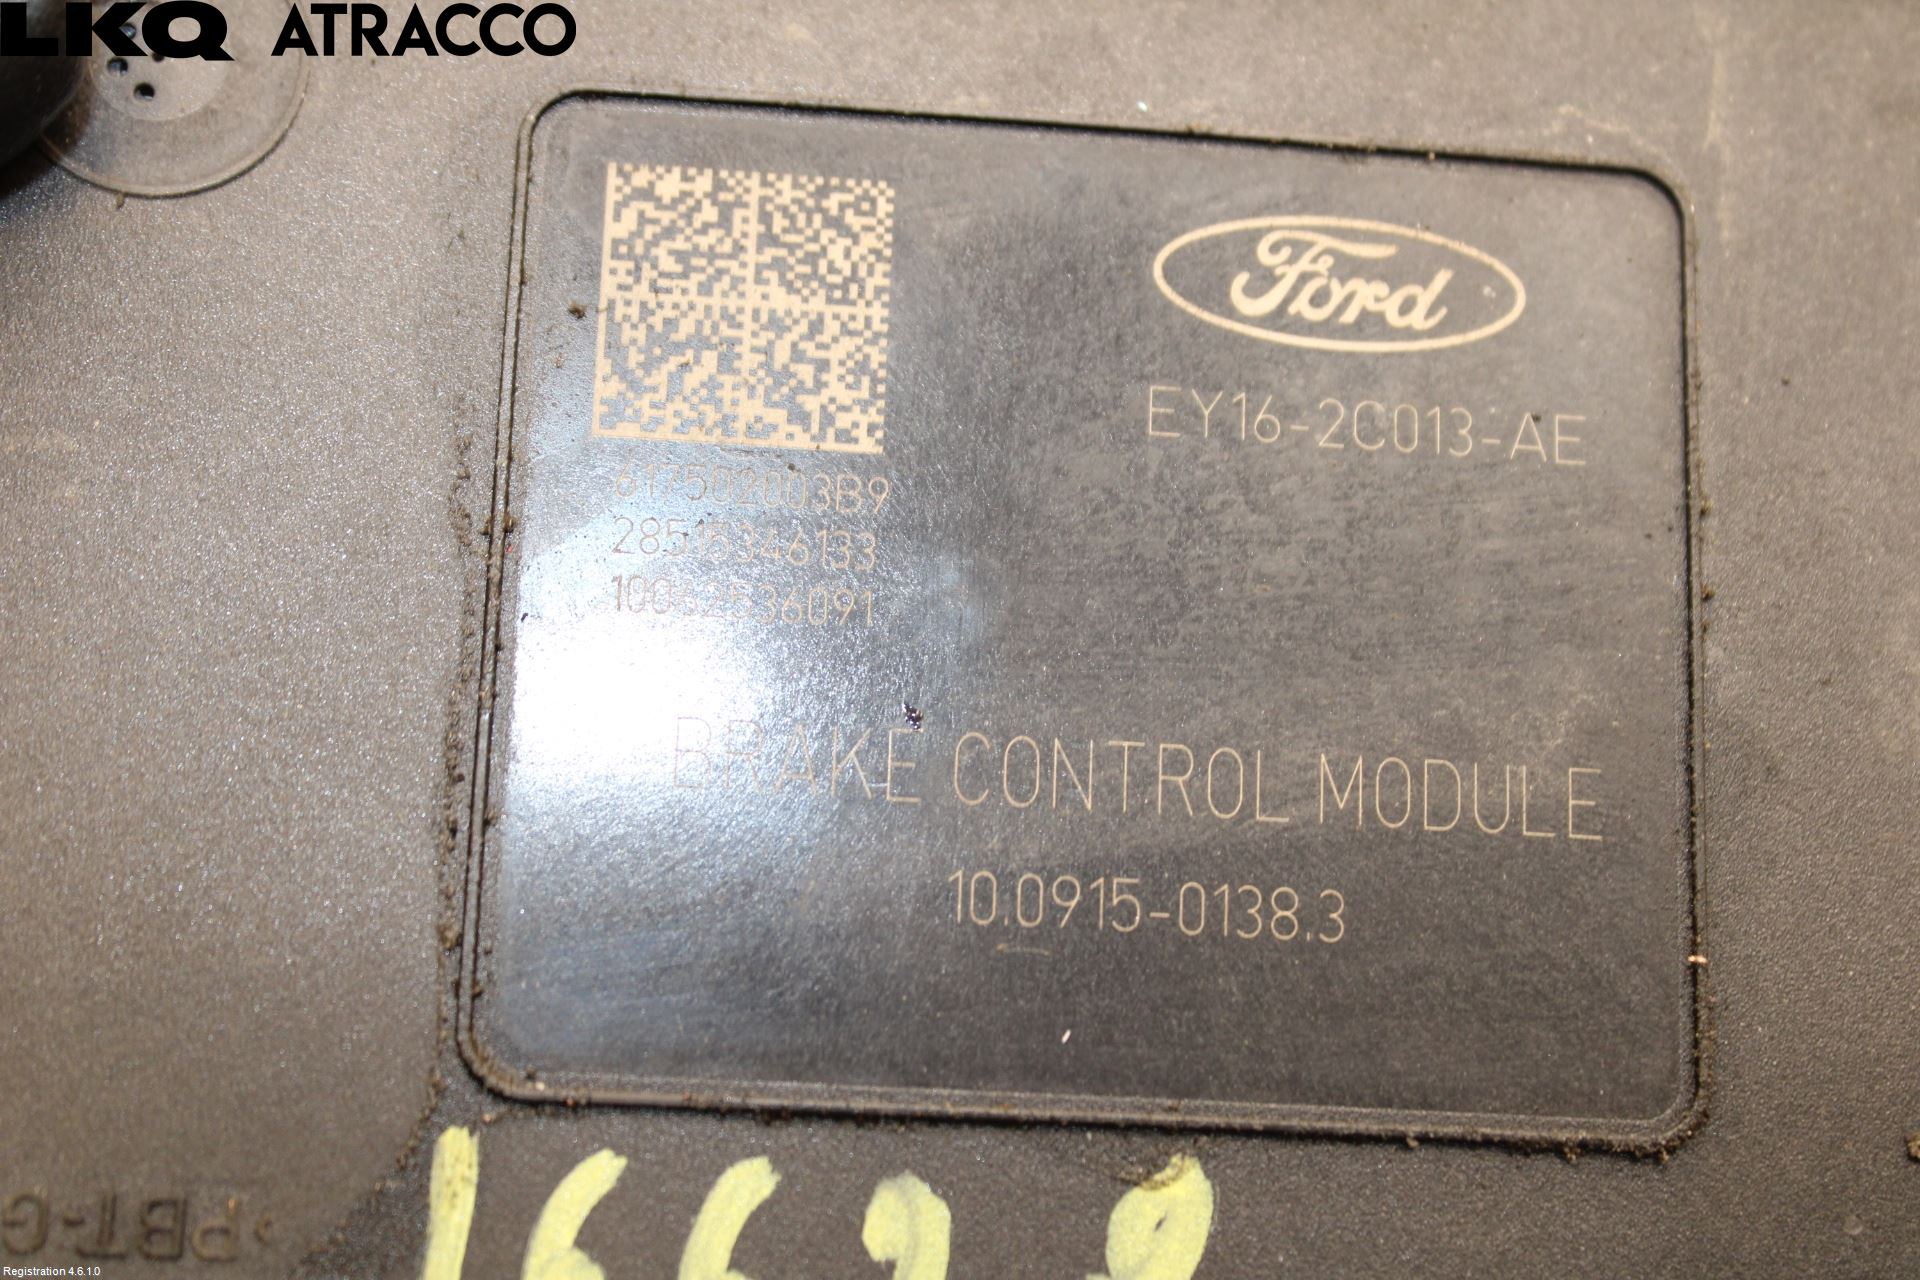 LKQ ATRACCO
Ford
EY16-2C013-AE
617502003B9
28515346133
10062536091
BRAKE CONTROL MODULE
10.0915-0138.3
>PBT-G
Registration 4.6.1.0